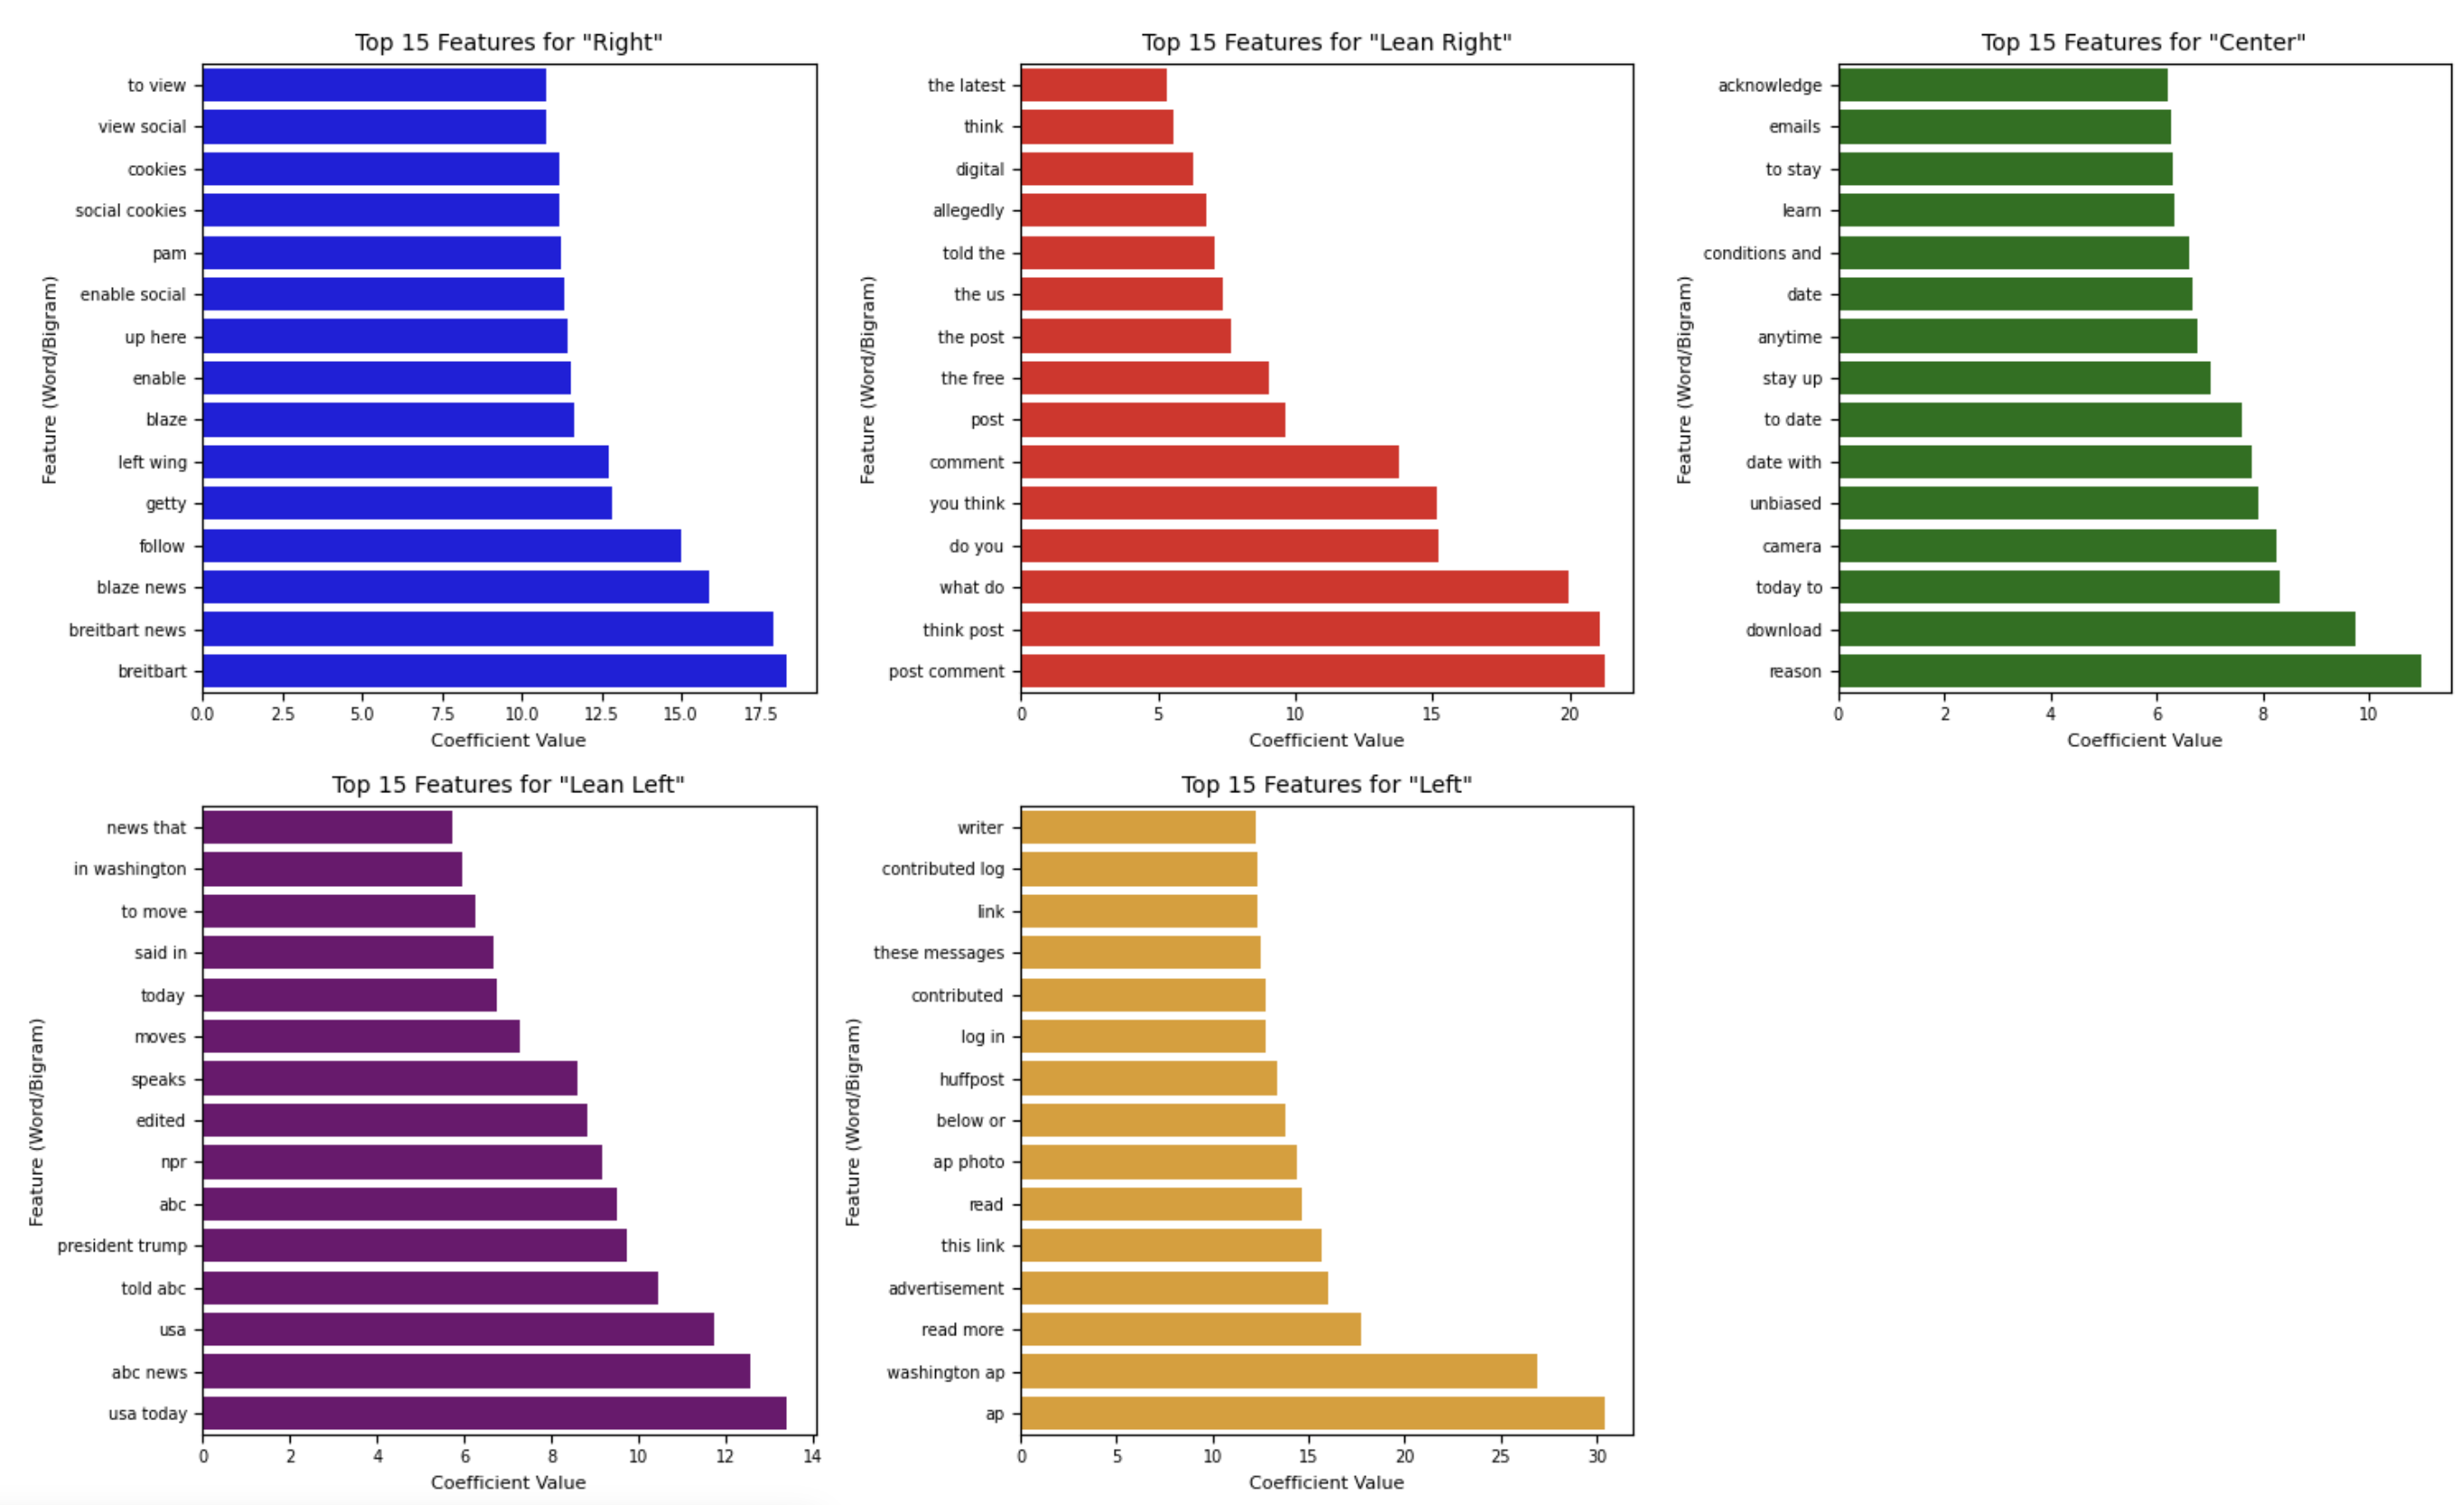 Top 15 Features for "Right"
Feature (Word/Bigram)
to view
view social
cookies
social cookies
pam
enable social
up here
enable
blaze
left wing
getty
follow
blaze news
breitbart news
breitbart
0.0 2.5 5.0 7.5 10.0 12.5 15.0 17.5
Coefficient Value
Top 15 Features for "Lean Right"
Feature (Word/Bigram)
the latest
think
digital
allegedly
told the
the us
the post
the free
post
comment
you think
do you
what do
think post
post comment
0 5 10 15 20
Coefficient Value
Top 15 Features for "Center"
Feature (Word/Bigram)
acknowledge
emails
to stay
learn
conditions and
date
anytime
stay up
to date
date with
unbiased
camera
today to
download
reason
0 2 4 6 8 10
Coefficient Value
Top 15 Features for "Lean Left"
Feature (Word/Bigram)
news that
in washington
to move
said in
today
moves
speaks
edited
npr
abc
president trump
told abc
usa
abc news
usa today
0 2 4 6 8 10 12 14
Coefficient Value
Top 15 Features for "Left"
Feature (Word/Bigram)
writer
contributed log
link
these messages
contributed
log in
huffpost
below or
ap photo
read
this link
advertisement
read more
washington ap
ap
0 5 10 15 20 25 30
Coefficient Value